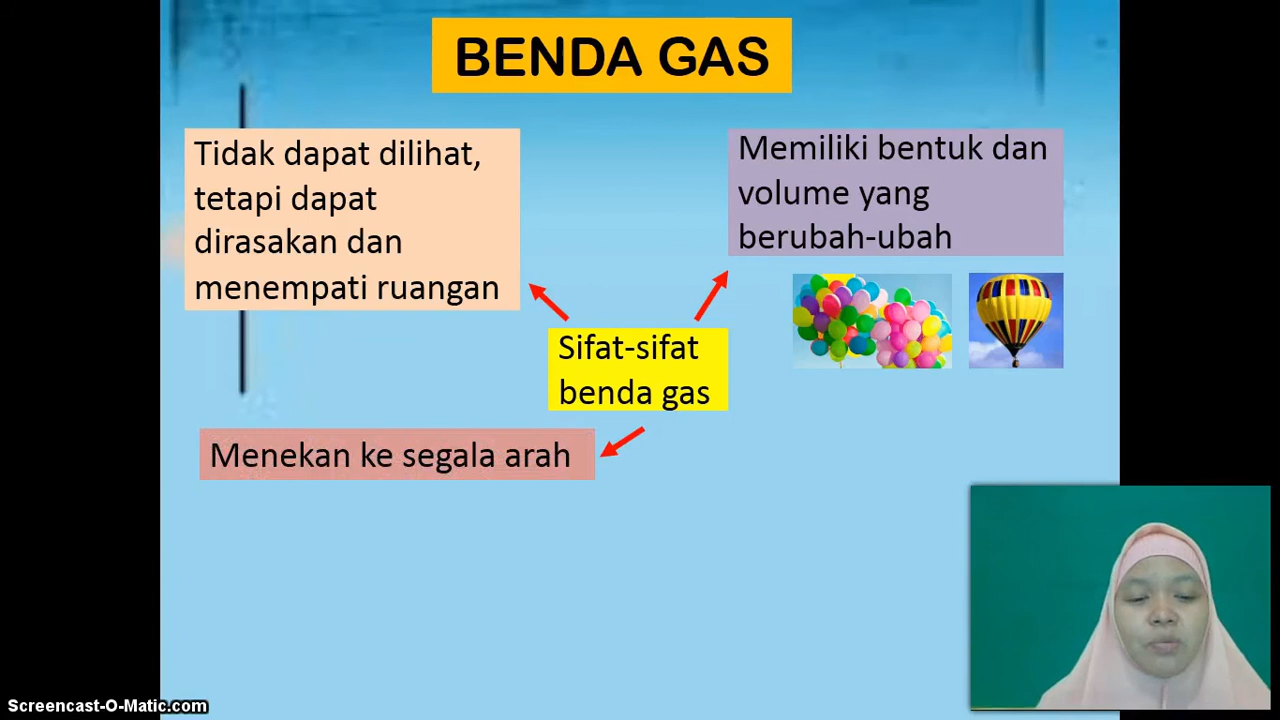 BENDA GAS
Tidak dapat dilihat,
tetapi dapat
dirasakan dan
menempati ruangan
Memiliki bentuk dan
volume yang
berubah-ubah
Sifat-sifat
benda gas
Menekan ke segala arah
Screencast-O-Matic.com